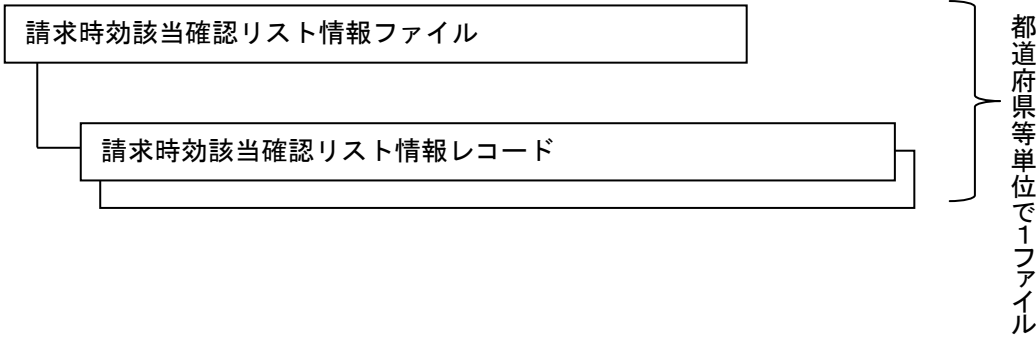 請求時効該当確認リスト情報ファイル
請求時効該当確認リスト情報レコード
都道府県等単位で１ファイル